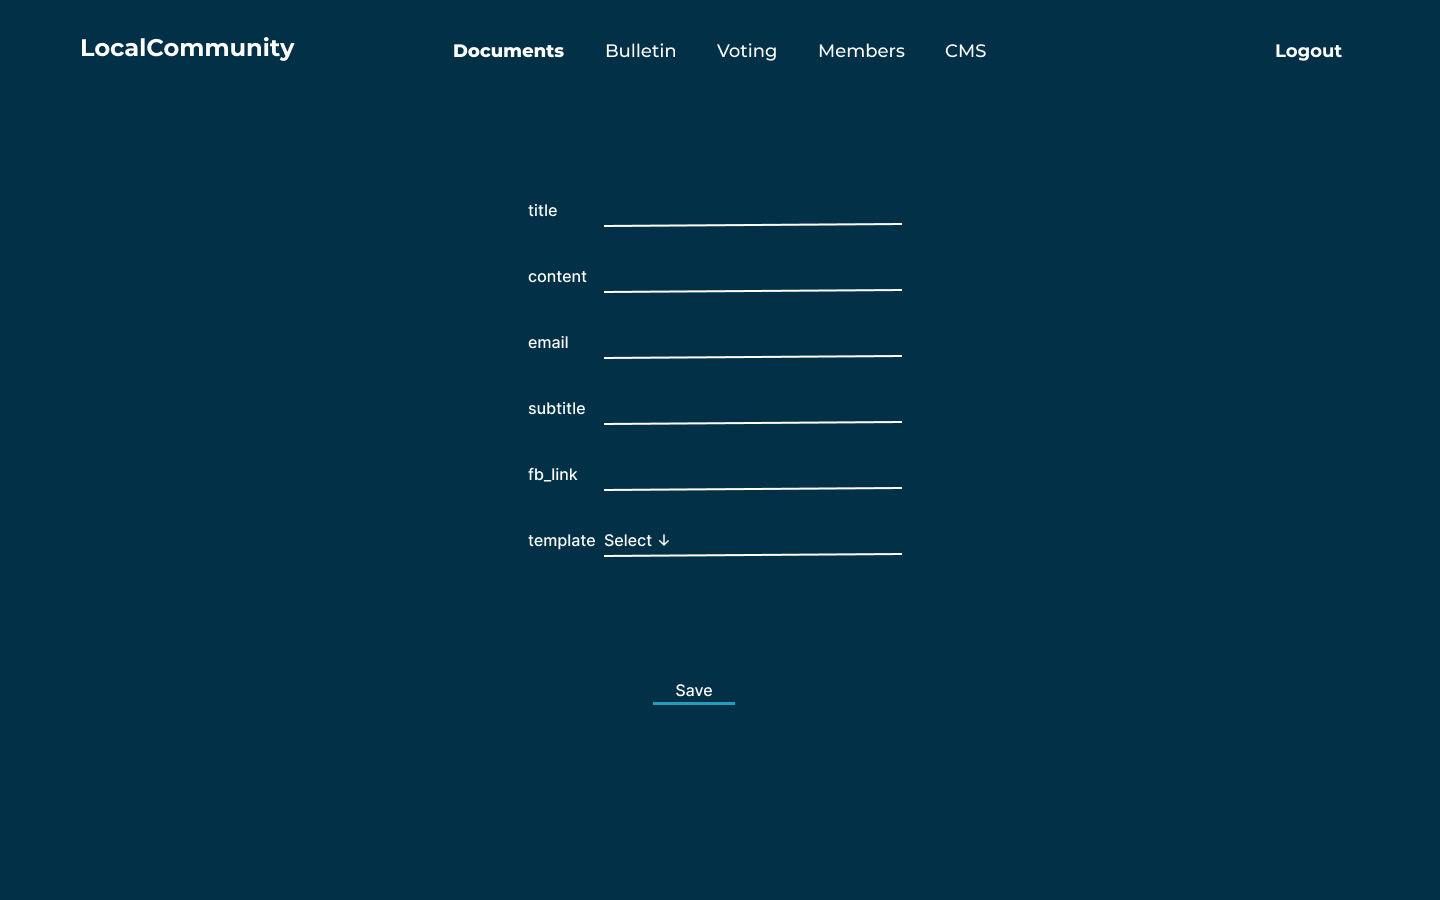 LocalCommunity Documents Bulletin Voting Members CMS Logout
title
content
email
subtitle
fb_link
template Select ↓
Save